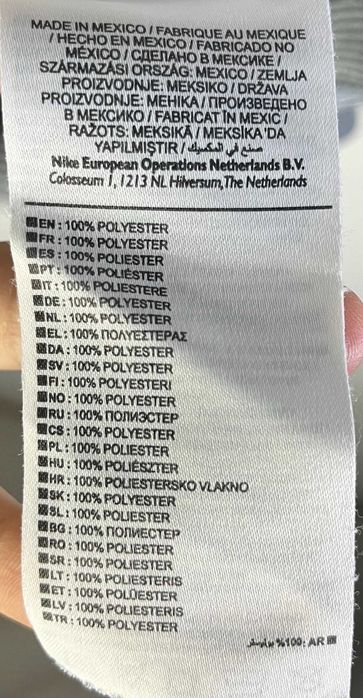 MADE IN MEXICO / FABRIQUE AU MEXIQUE
/ HECHO EN MEXICO / FABRICADO NO
MÉXICO / СДЕЛАНО В МЕКСИКЕ /
SZÁRMAZÁSI ORSZÁG: MEXICO / ZEMLJA
PROIZVODNJE: MEKSIKO / DRŽAVA
PROIZVODNJE: МЕНІКА / ПРОИЗВЕДЕНО
В МЕКСИКО / FABRICAT ÎN MEXIC /
RAŽOTS: MEKSIKĀ / MEKSİKA'DA
YAPILMIŞTIR / صنع في المكسيك
Nike European Operations Netherlands B.V.
Colosseum 1, 1213 NL Hilversum, The Netherlands
EN : 100% POLYESTER
FR : 100% POLYESTER
ES : 100% POLIESTER
PT : 100% POLIÉSTER
IT : 100% POLIESTERE
DE : 100% POLYESTER
NL : 100% POLYESTER
EL : 100% ΠΟΛΥΕΣΤΕΡΑΣ
DA : 100% POLYESTER
SV : 100% POLYESTER
FI : 100% POLYESTERI
NO : 100% POLYESTER
RU : 100% ПОЛИЭСТЕР
CS : 100% POLYESTER
PL : 100% POLIESTER
HU : 100% POLIÉSZTER
HR : 100% POLIESTERSKO VLAKNO
SK : 100% POLYESTER
SL : 100% POLIESTER
BG : 100% ПОЛИЕСТЕР
RO : 100% POLIESTER
SR : 100% POLIESTER
LT : 100% POLIESTERIS
ET : 100% POLÜESTER
LV : 100% POLIESTERIS
TR : 100% POLYESTER
AR :100% بوليستر